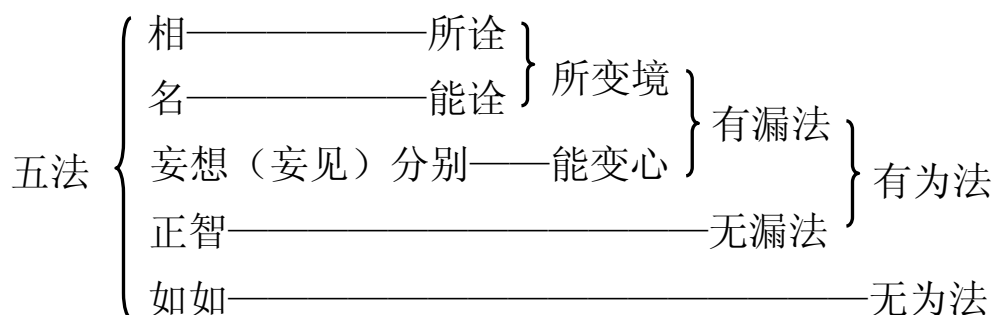 相——————所诠
名——————能诠
所变境
有漏法
五法
妄想（妄见）分别——能变心
有为法
正智————————————无漏法
如如————————————————无为法